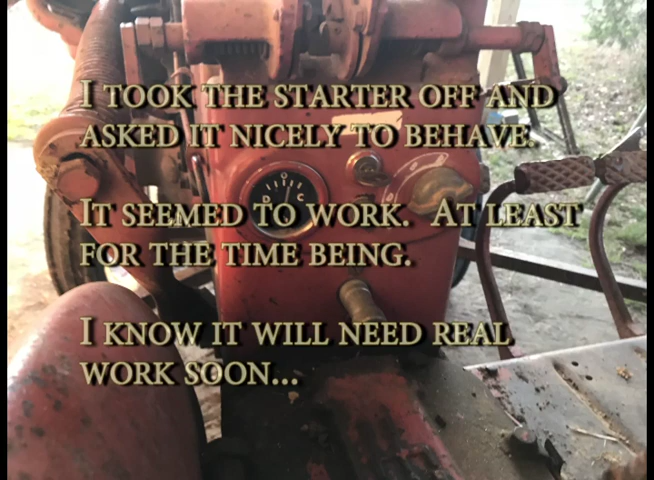 I took the starter off and
asked it nicely to behave.
It seemed to work.  At least
for the time being.
I know it will need real
work soon...
D O C